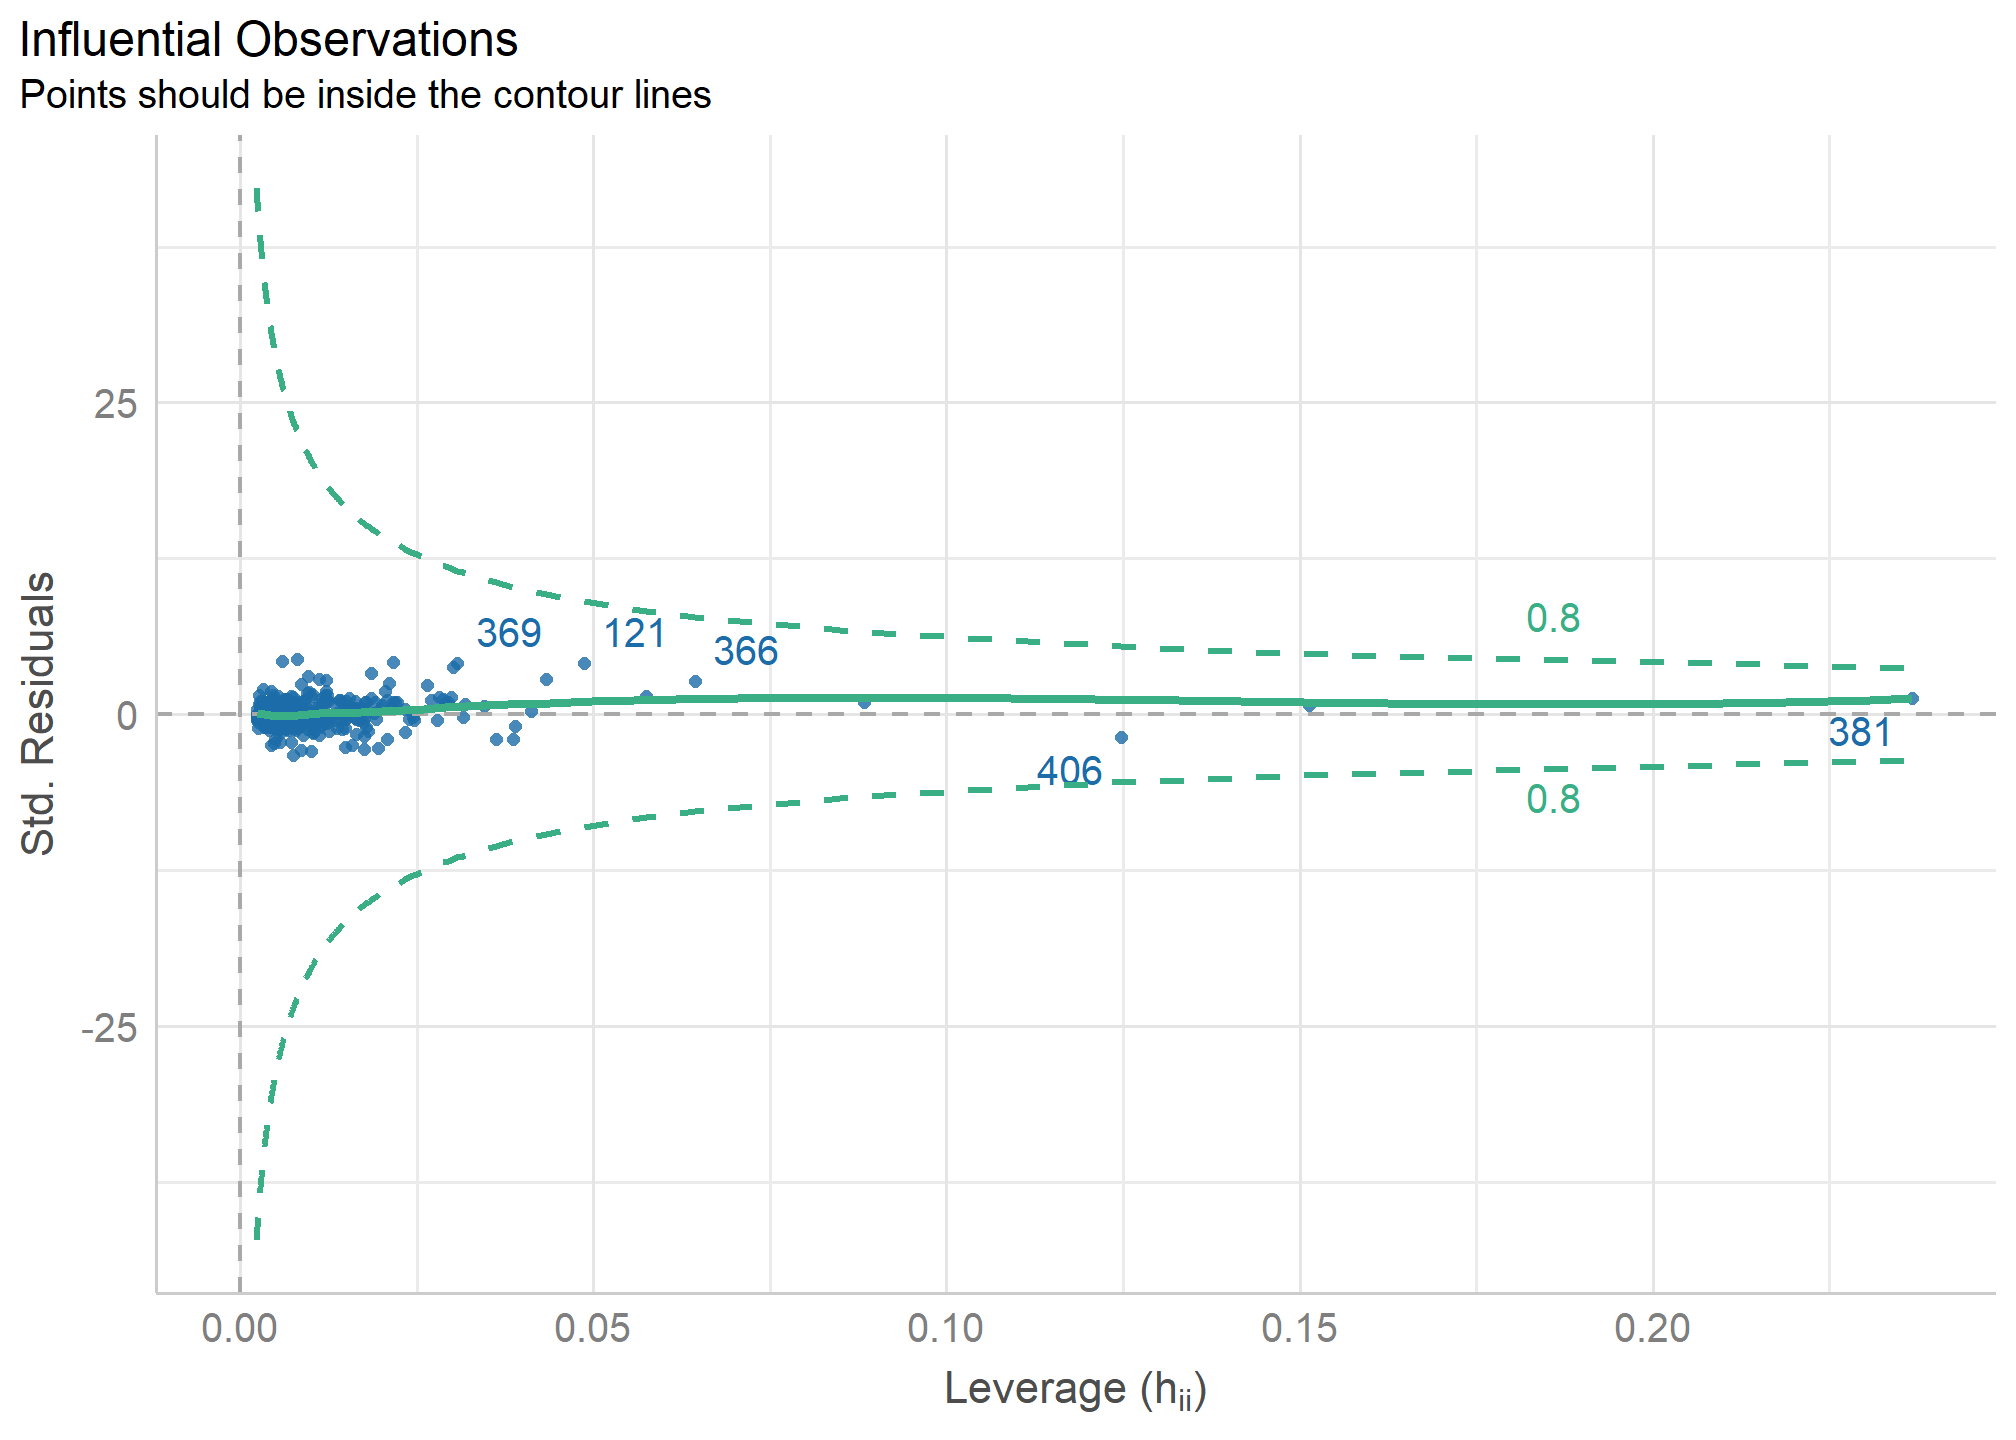 Influential Observations
Points should be inside the contour lines
Std. Residuals
25
0
-25
369
121
366
0.8
406
381
0.8
0.00 0.05 0.10 0.15 0.20
Leverage (hii)